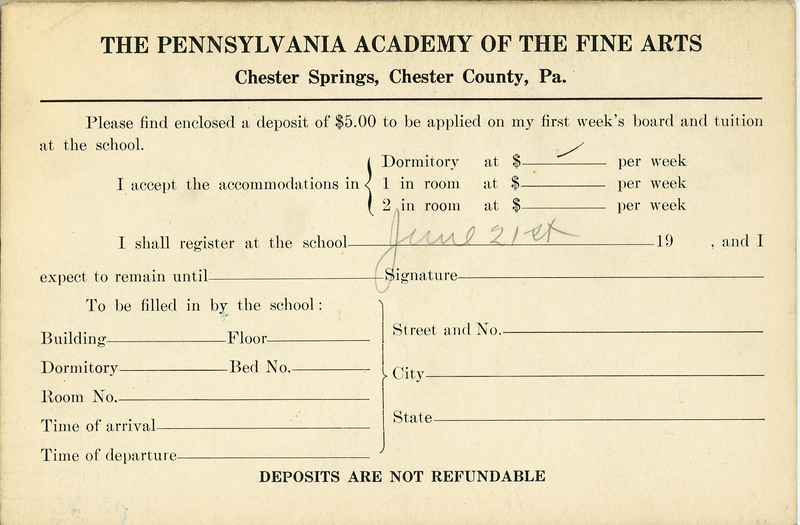 THE PENNSYLVANIA ACADEMY OF THE FINE ARTS
Chester Springs, Chester County, Pa.
Please find enclosed a deposit of $5.00 to be applied on my first week's board and tuition
at the school.
I accept the accommodations in
Dormitory at $ per week
1 in room at $ per week
2 in room at $ per week
I shall register at the school June 21st 19 , and I
expect to remain until Signature
To be filled in by the school:
Building Floor
Dormitory Bed No.
Room No.
Time of arrival
Time of departure
Street and No.
City
State
DEPOSITS ARE NOT REFUNDABLE